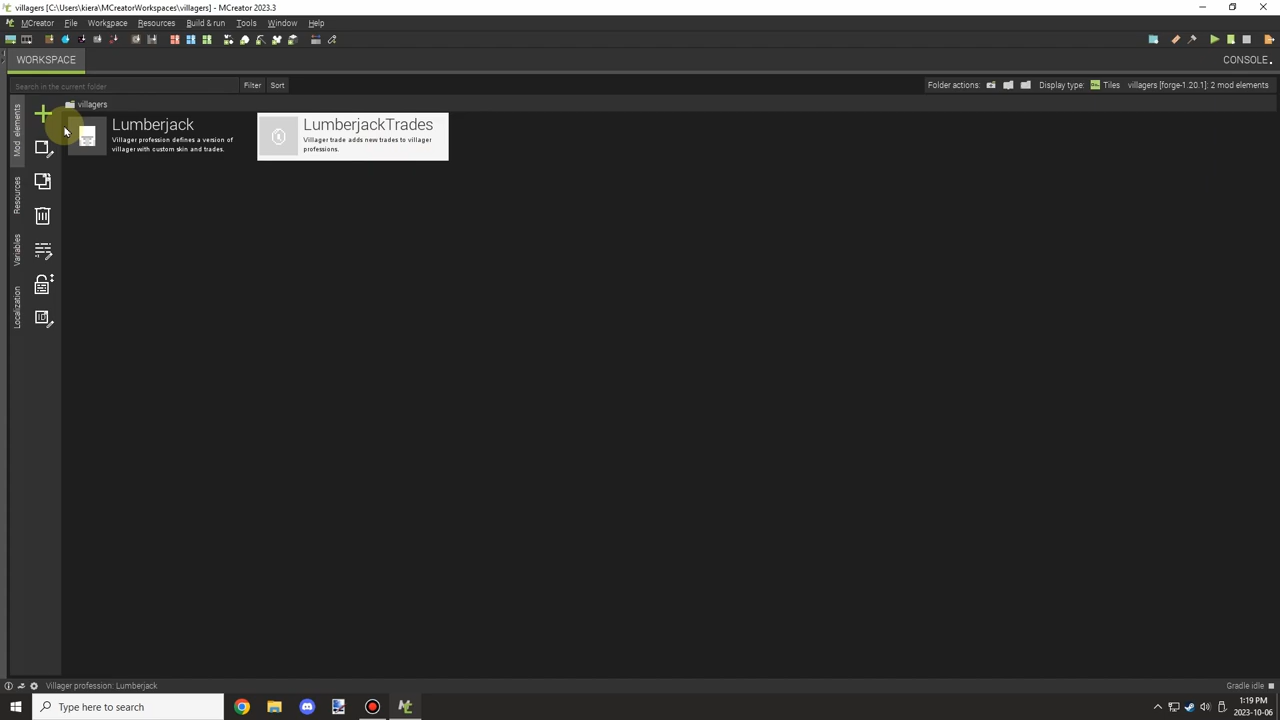 villagers [C:\Users\kiera\MCreatorWorkspaces\villagers] - MCreator 2023.3
MCreator File Workspace Resources Build & run Tools Window Help
WORKSPACE
CONSOLE
Search in the current folder
Filter
Sort
Folder actions:
Display type:
Tiles
villagers [forge-1.20.1]: 2 mod elements
Mod elements
Resources
Variables
Localization
villagers
Lumberjack
Villager profession defines a version of
villager with custom skin and trades.
LumberjackTrades
Villager trade adds new trades to villager
professions.
Villager profession: Lumberjack
Gradle idle
Type here to search
1:19 PM
2023-10-06